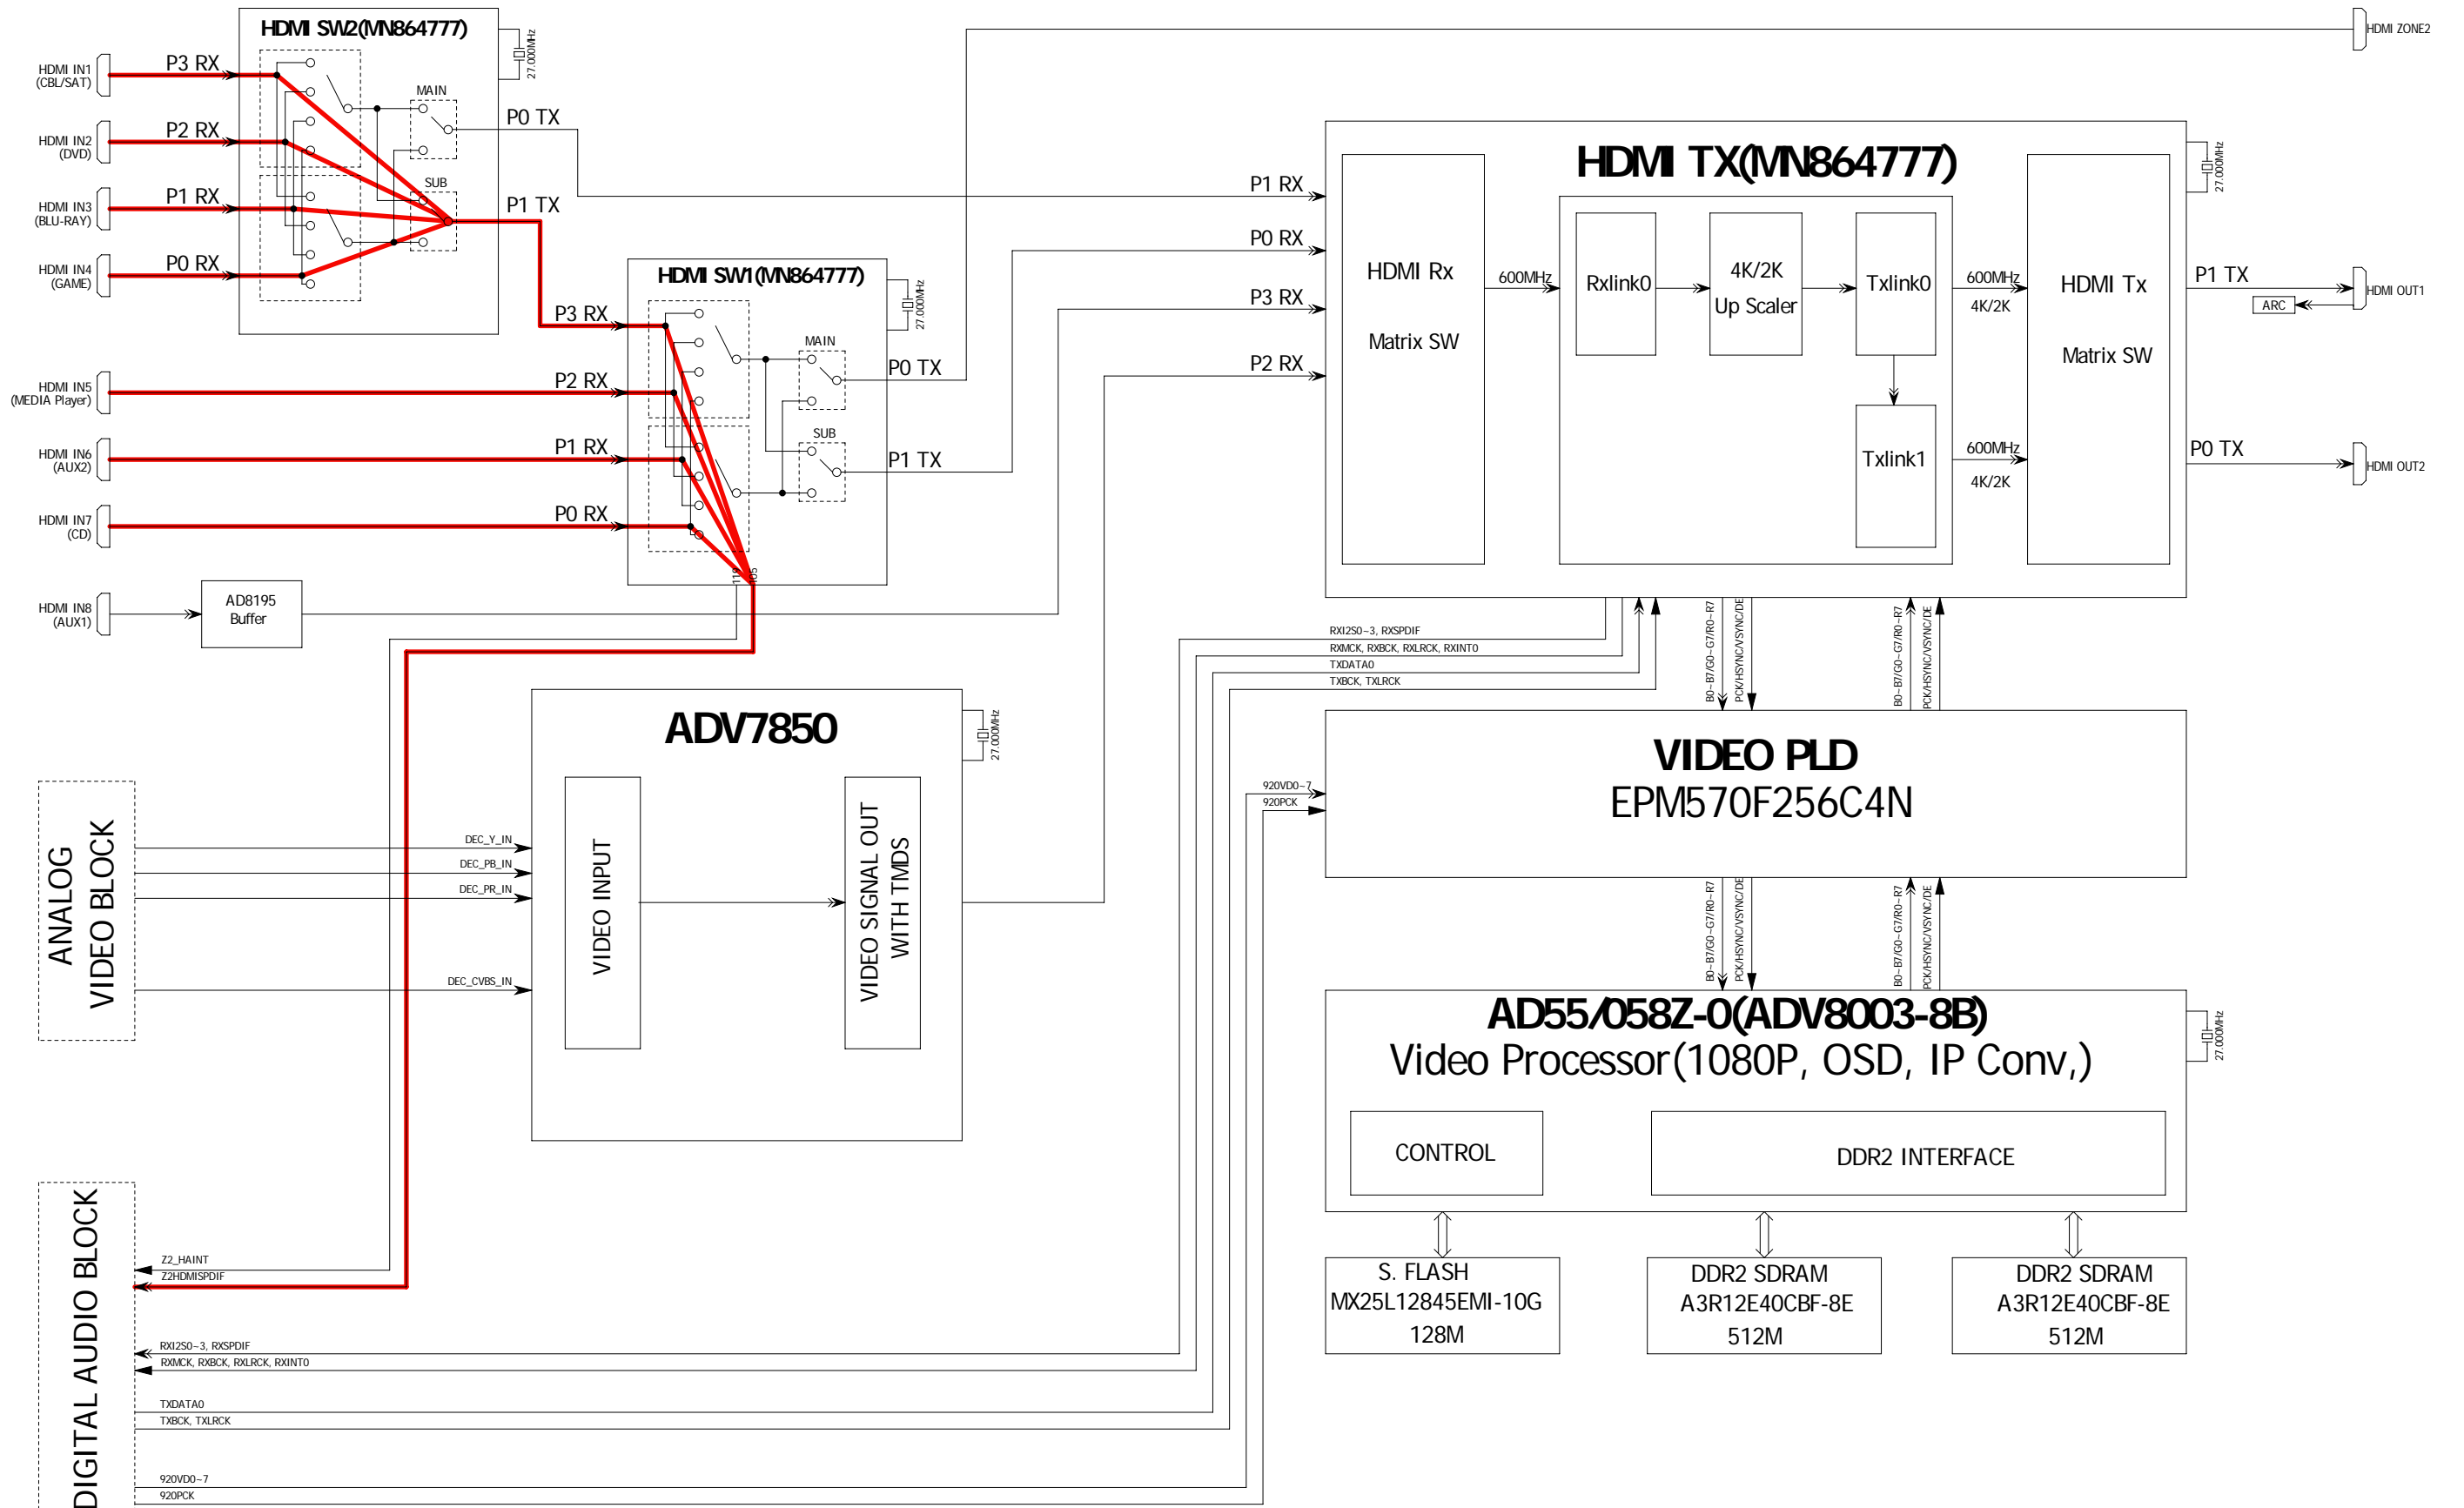 HDMI SW2(MN864777)
27.000MHz
HDMI IN1
(CBL/SAT)
P3 RX
HDMI IN2
(DVD)
P2 RX
HDMI IN3
(BLU-RAY)
P1 RX
HDMI IN4
(GAME)
P0 RX
MAIN
P0 TX
SUB
P1 TX
HDMI ZONE2
HDMI SW1(MN864777)
27.000MHz
P3 RX
HDMI IN5
(MEDIA Player)
P2 RX
HDMI IN6
(AUX2)
P1 RX
HDMI IN7
(CD)
P0 RX
MAIN
P0 TX
SUB
P1 TX
HDMI IN8
(AUX1)
AD8195
Buffer
HDMI TX(MN864777)
27.000MHz
P1 RX
P0 RX
P3 RX
P2 RX
HDMI Rx
Matrix SW
600MHz
Rxlink0
4K/2K
Up Scaler
Txlink0
600MHz
4K/2K
Txlink1
600MHz
4K/2K
HDMI Tx
Matrix SW
P1 TX
HDMI OUT1
ARC
P0 TX
HDMI OUT2
RXI2S0~3, RXSPDIF
RXMCK, RXBCK, RXLRCK, RXINT0
TXDATA0
TXBCK, TXLRCK
B0~B7/G0~G7/R0~R7
PCK/HSYNC/VSYNC/DE
B0~B7/G0~G7/R0~R7
PCK/HSYNC/VSYNC/DE
ADV7850
27.000MHz
VIDEO INPUT
VIDEO SIGNAL OUT
WITH TMDS
ANALOG
VIDEO BLOCK
DEC_Y_IN
DEC_PB_IN
DEC_PR_IN
DEC_CVBS_IN
VIDEO PLD
EPM570F256C4N
920VD0~7
920PCK
B0~B7/G0~G7/R0~R7
PCK/HSYNC/VSYNC/DE
B0~B7/G0~G7/R0~R7
PCK/HSYNC/VSYNC/DE
AD55/058Z-0(ADV8003-8B)
Video Processor(1080P, OSD, IP Conv,)
27.000MHz
CONTROL
DDR2 INTERFACE
S. FLASH
MX25L12845EMI-10G
128M
DDR2 SDRAM
A3R12E40CBF-8E
512M
DDR2 SDRAM
A3R12E40CBF-8E
512M
DIGITAL AUDIO BLOCK
Z2_HAINT
Z2HDMISPDIF
RXI2S0~3, RXSPDIF
RXMCK, RXBCK, RXLRCK, RXINT0
TXDATA0
TXBCK, TXLRCK
920VD0~7
920PCK